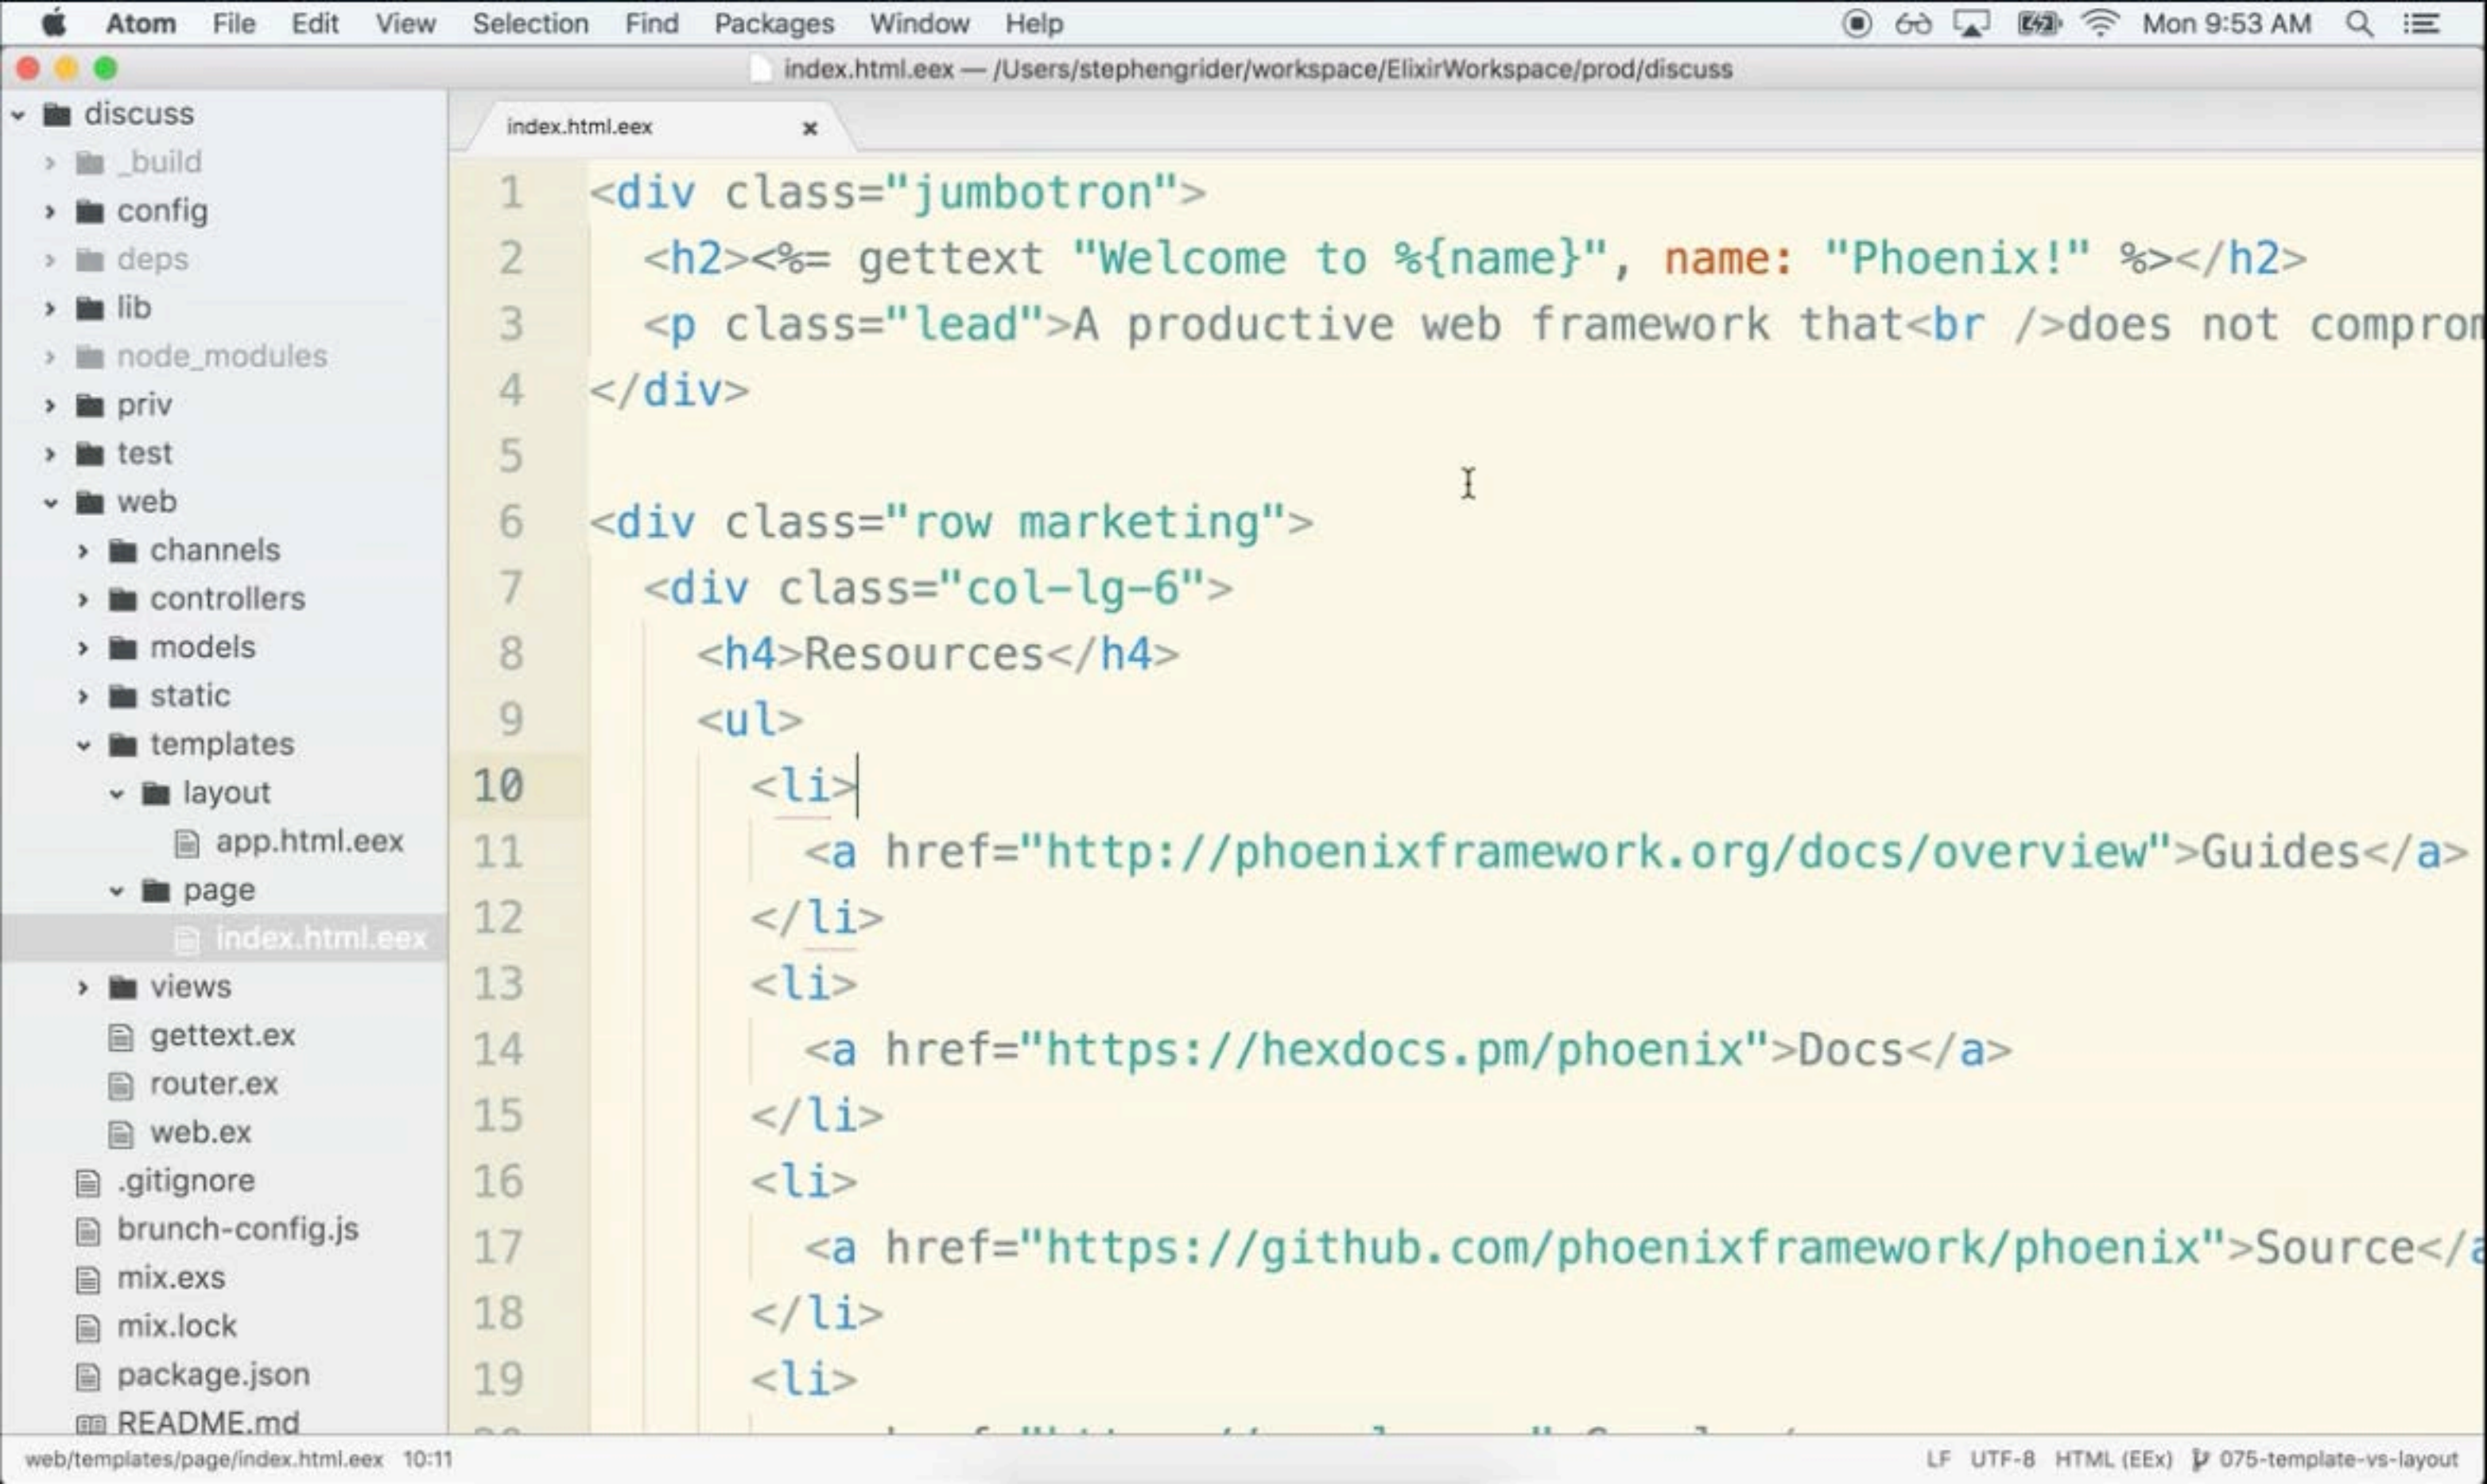 Atom File Edit View Selection Find Packages Window Help Mon 9:53 AM
index.html.eex — /Users/stephengrider/workspace/ElixirWorkspace/prod/discuss
discuss
_build
config
deps
lib
node_modules
priv
test
web
channels
controllers
models
static
templates
layout
app.html.eex
page
index.html.eex
views
gettext.ex
router.ex
web.ex
.gitignore
brunch-config.js
mix.exs
mix.lock
package.json
README.md
index.html.eex
1 <div class="jumbotron">
2 <h2><%= gettext "Welcome to %{name}", name: "Phoenix!" %></h2>
3 <p class="lead">A productive web framework that<br />does not
4 </div>
5
6 <div class="row marketing">
7 <div class="col-lg-6">
8 <h4>Resources</h4>
9 <ul>
10 <li>
11 <a href="http://phoenixframework.org/docs/overview">Guides</a>
12 </li>
13 <li>
14 <a href="https://hexdocs.pm/phoenix">Docs</a>
15 </li>
16 <li>
17 <a href="https://github.com/phoenixframework/phoenix">Source</a
18 </li>
19 <li>
web/templates/page/index.html.eex 10:11 LF UTF-8 HTML (EEx) 075-template-vs-layout